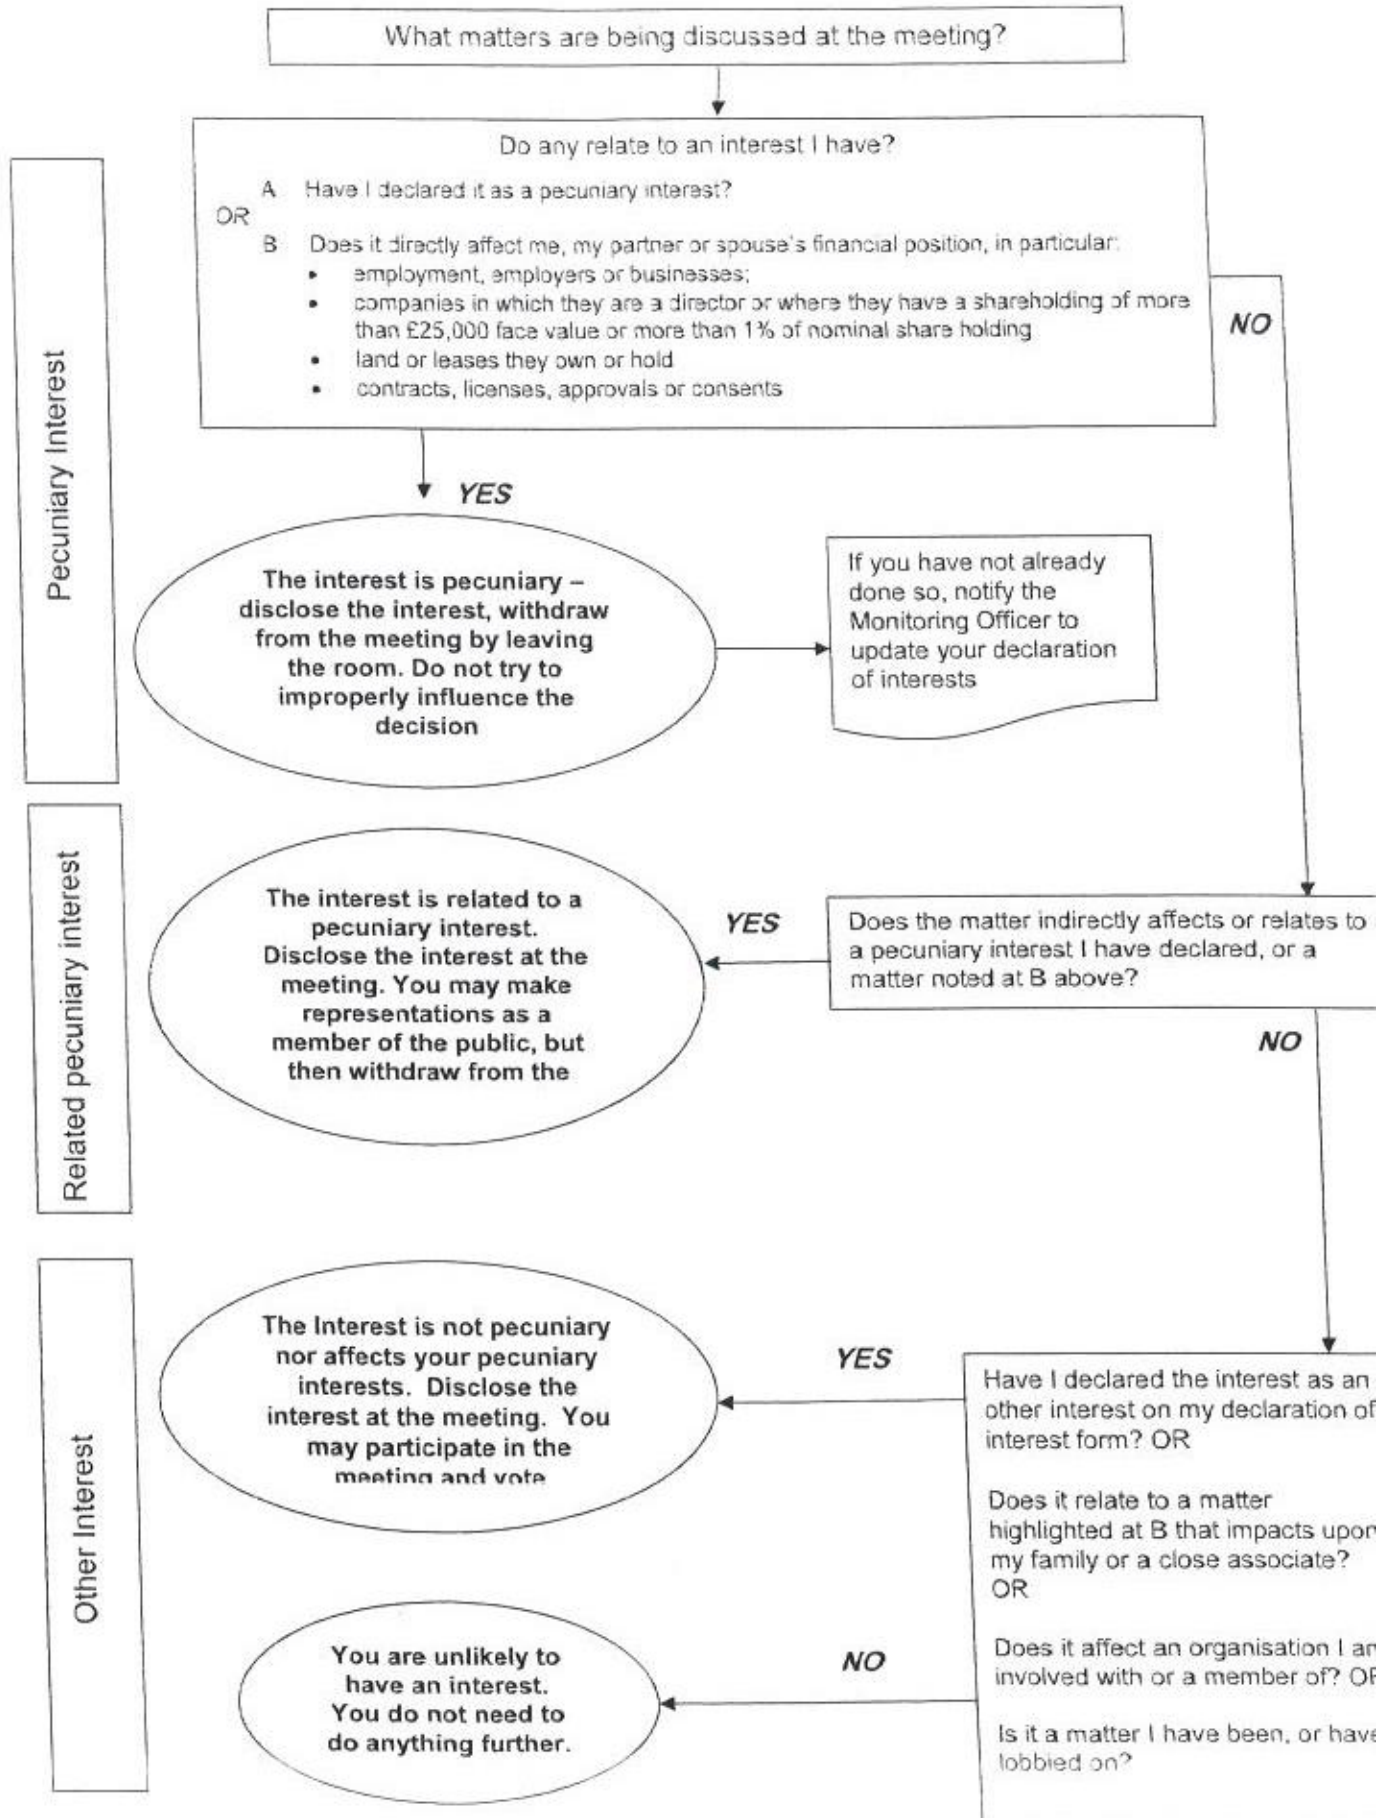 What matters are being discussed at the meeting?
Do any relate to an interest I have?
A Have I declared it as a pecuniary interest?
OR
B Does it directly affect me, my partner or spouse's financial position, in particular:
• employment, employers or businesses;
• companies in which they are a director or where they have a shareholding of more
than £25,000 face value or more than 1% of nominal share holding
• land or leases they own or hold
• contracts, licenses, approvals or consents
NO
Pecuniary Interest
YES
The interest is pecuniary –
disclose the interest, withdraw
from the meeting by leaving
the room. Do not try to
improperly influence the
decision
If you have not already
done so, notify the
Monitoring Officer to
update your declaration
of interests
Related pecuniary interest
The interest is related to a
pecuniary interest.
Disclose the interest at the
meeting. You may make
representations as a
member of the public, but
then withdraw from the
YES
Does the matter indirectly affects or relates to
a pecuniary interest I have declared, or a
matter noted at B above?
NO
Other Interest
The Interest is not pecuniary
nor affects your pecuniary
interests. Disclose the
interest at the meeting. You
may participate in the
meeting and vote
YES
Have I declared the interest as an
other interest on my declaration of
interest form? OR
Does it relate to a matter
highlighted at B that impacts upon
my family or a close associate?
OR
Does it affect an organisation I am
involved with or a member of? OR
Is it a matter I have been, or have
lobbied on?
NO
You are unlikely to
have an interest.
You do not need to
do anything further.